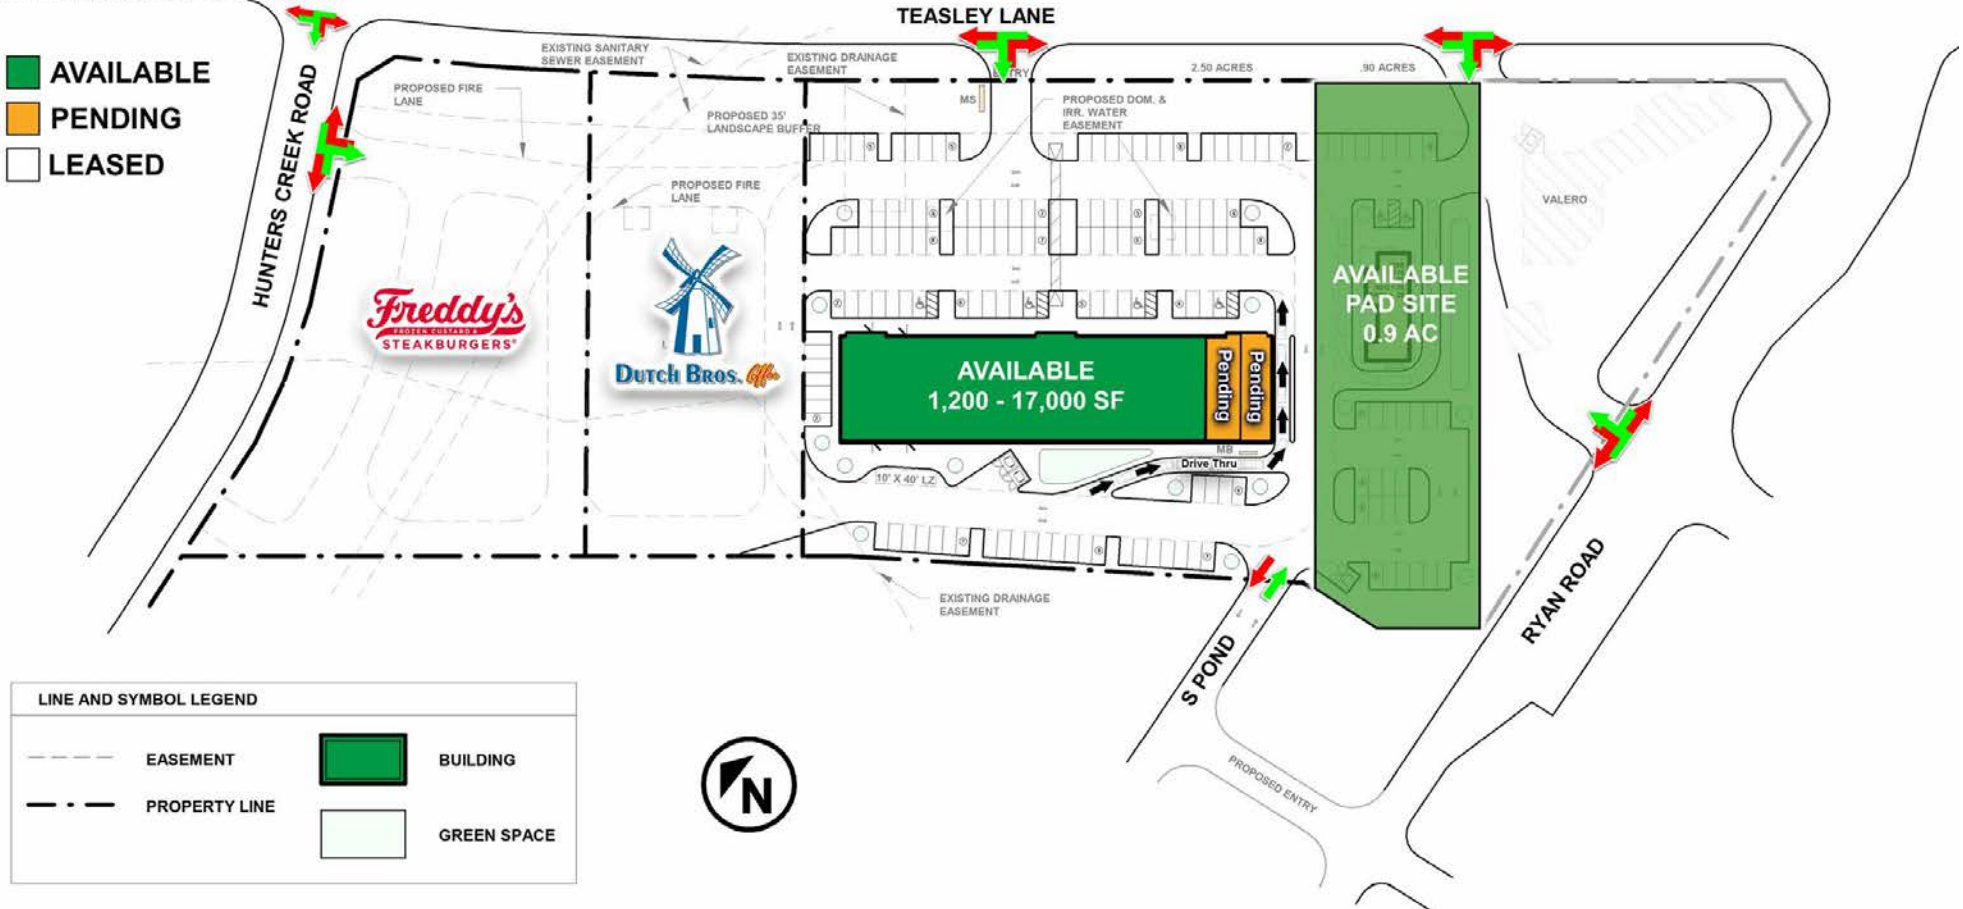 TEASLEY LANE
AVAILABLE
PENDING
LEASED
HUNTERS CREEK ROAD
EXISTING SANITARY
SEWER EASEMENT
EXISTING DRAINAGE
EASEMENT
PROPOSED FIRE
LANE
PROPOSED 35'
LANDSCAPE BUFFER
MS
ENTRY
PROPOSED DOM. &
IRR. WATER
EASEMENT
2.50 ACRES
.90 ACRES
PROPOSED FIRE
LANE
VALERO
Freddy's
FROZEN CUSTARD &
STEAKBURGERS®
DUTCH BROS. Coffee
AVAILABLE
1,200 - 17,000 SF
Pending
Pending
AVAILABLE
PAD SITE
0.9 AC
MB
Drive Thru
10' X 40' LZ
EXISTING DRAINAGE
EASEMENT
S POND
RYAN ROAD
PROPOSED ENTRY
LINE AND SYMBOL LEGEND
EASEMENT
BUILDING
PROPERTY LINE
GREEN SPACE
N